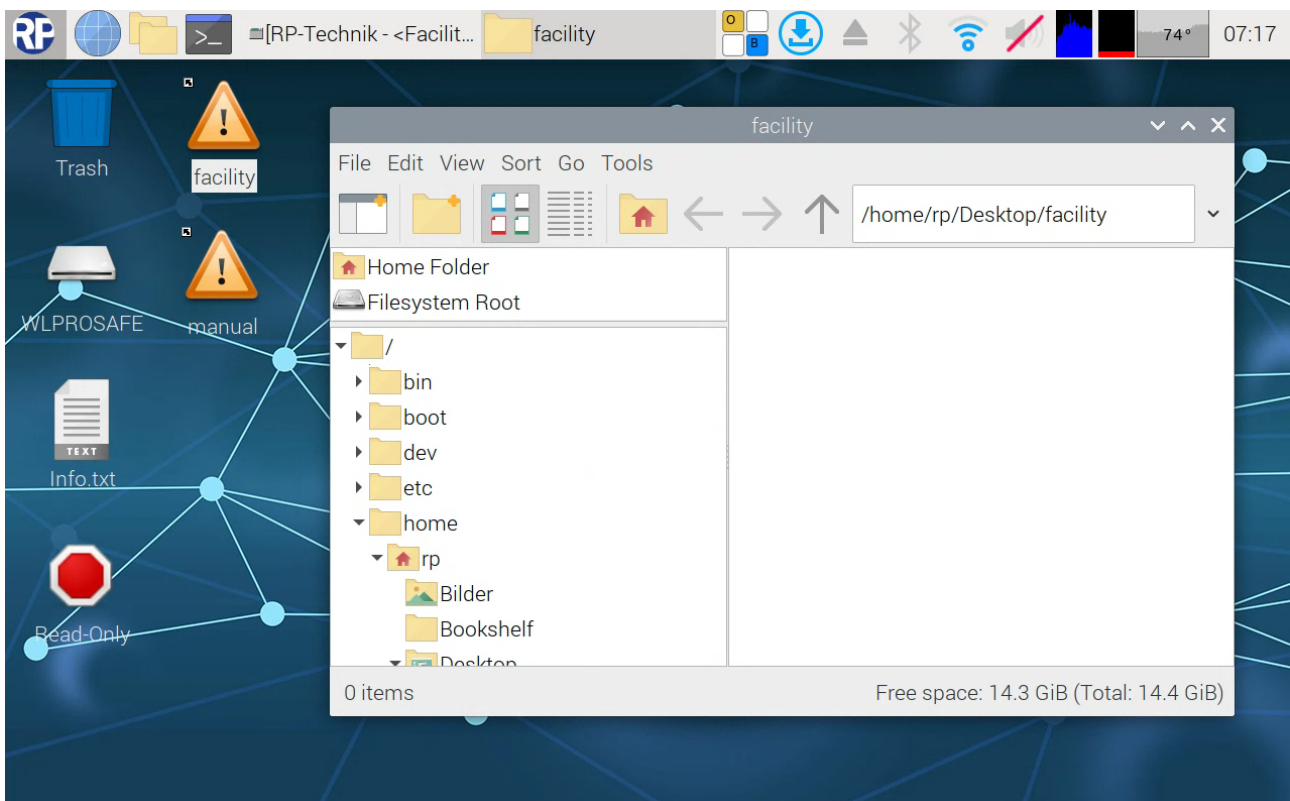 RP
>_
[RP-Technik - <Facilit...
facility
O
B
74°
07:17
Trash
facility
WLPROSAFE
manual
TEXT
Info.txt
Read-Only
facility
File Edit View Sort Go Tools
/home/rp/Desktop/facility
Home Folder
Filesystem Root
/
bin
boot
dev
etc
home
rp
Bilder
Bookshelf
Desktop
0 items
Free space: 14.3 GiB (Total: 14.4 GiB)